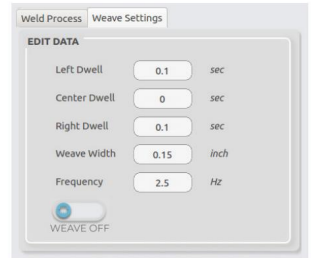 Weld Process Weave Settings
EDIT DATA
Left Dwell 0.1 sec
Center Dwell 0 sec
Right Dwell 0.1 sec
Weave Width 0.15 inch
Frequency 2.5 Hz
WEAVE OFF